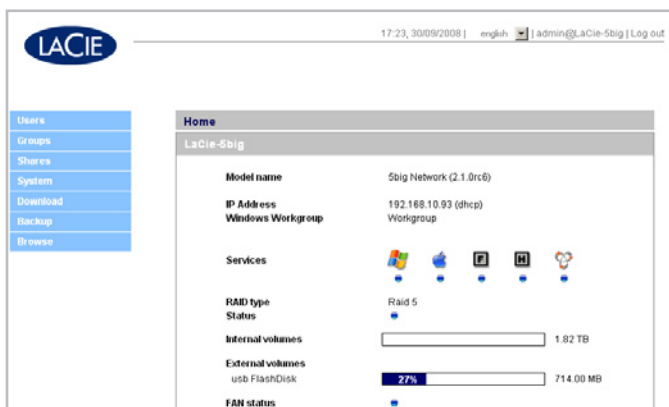 LACIE
17:23, 30/09/2008 | english | admin@LaCie-5big | Log out
Users
Groups
Shares
System
Download
Backup
Browse
Home
LaCie-5big
Model name 5big Network (2.1.0rc6)
IP Address 192.168.10.93 (dhcp)
Windows Workgroup Workgroup
Services F H
RAID type Raid 5
Status
Internal volumes 1.82 TB
External volumes
usb FlashDisk 27% 714.00 MB
FAN status